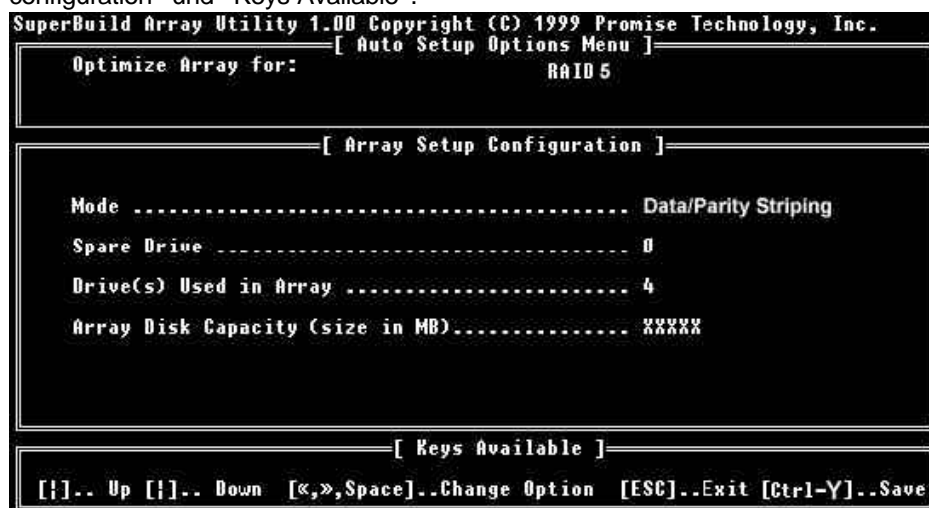 configuration" und "Keys Available".
SuperBuild Array Utility 1.00 Copyright (C) 1999 Promise Technology, Inc.
[ Auto Setup Options Menu ]
Optimize Array for: RAID 5
[ Array Setup Configuration ]
Mode .......................................... Data/Parity Striping
Spare Drive ................................... 0
Drive(s) Used in Array ........................ 4
Array Disk Capacity (size in MB)............... XXXXX
[ Keys Available ]
[¦].. Up [¦].. Down [«,»,Space]..Change Option [ESC]..Exit [Ctrl-Y]..Save